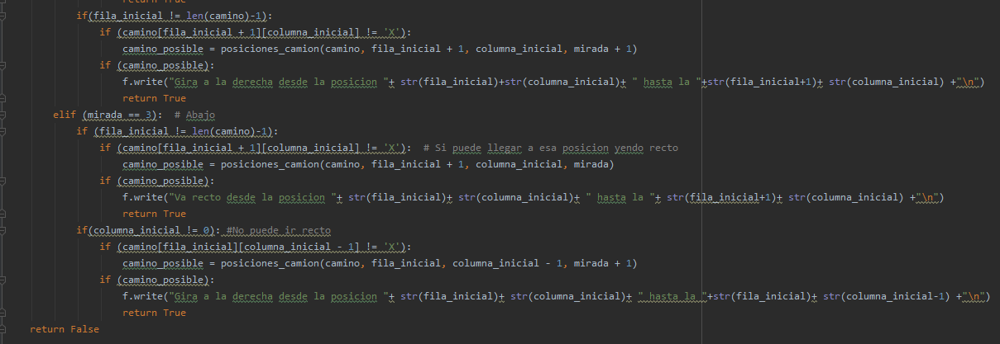 return True
if(fila_inicial != len(camino)-1):
if (camino[fila_inicial + 1][columna_inicial] != 'X'):
camino_posible = posiciones_camion(camino, fila_inicial + 1, columna_inicial, mirada + 1)
if (camino_posible):
f.write("Gira a la derecha desde la posicion "+ str(fila_inicial)+str(columna_inicial)+ " hasta la "+str(fila_inicial+1)+ str(columna_inicial) +"\n")
return True
elif (mirada == 3):  # Abajo
if (fila_inicial != len(camino)-1):
if (camino[fila_inicial + 1][columna_inicial] != 'X'):  # Si puede llegar a esa posicion yendo recto
camino_posible = posiciones_camion(camino, fila_inicial + 1, columna_inicial, mirada)
if (camino_posible):
f.write("Va recto desde la posicion "+ str(fila_inicial)+ str(columna_inicial)+ " hasta la "+ str(fila_inicial+1)+ str(columna_inicial) +"\n")
return True
if(columna_inicial != 0): #No puede ir recto
if (camino[fila_inicial][columna_inicial - 1] != 'X'):
camino_posible = posiciones_camion(camino, fila_inicial, columna_inicial - 1, mirada + 1)
if (camino_posible):
f.write("Gira a la derecha desde la posicion "+ str(fila_inicial)+ str(columna_inicial)+ " hasta la "+str(fila_inicial)+ str(columna_inicial-1) +"\n")
return True
return False